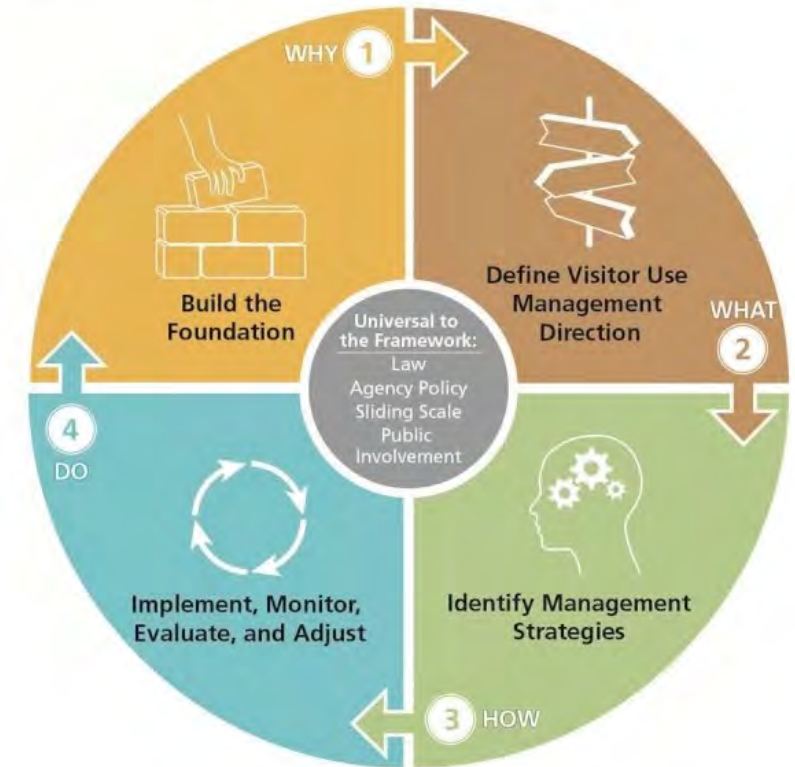 WHY 1
Build the
Foundation
Define Visitor Use
Management
Direction
WHAT
2
Universal to
the Framework:
Law
Agency Policy
Sliding Scale
Public
Involvement
Identify Management
Strategies
3 HOW
Implement, Monitor,
Evaluate, and Adjust
4
DO